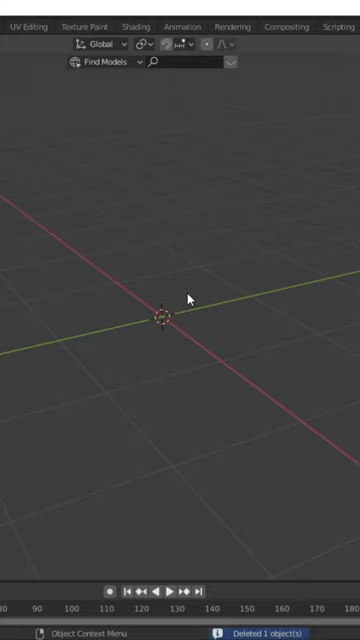 UV Editing Texture Paint Shading Animation Rendering Compositing Scripting
Global
Find Models
80 90 100 110 120 130 140 150 160 170 180
Object Context Menu Deleted 1 object(s)